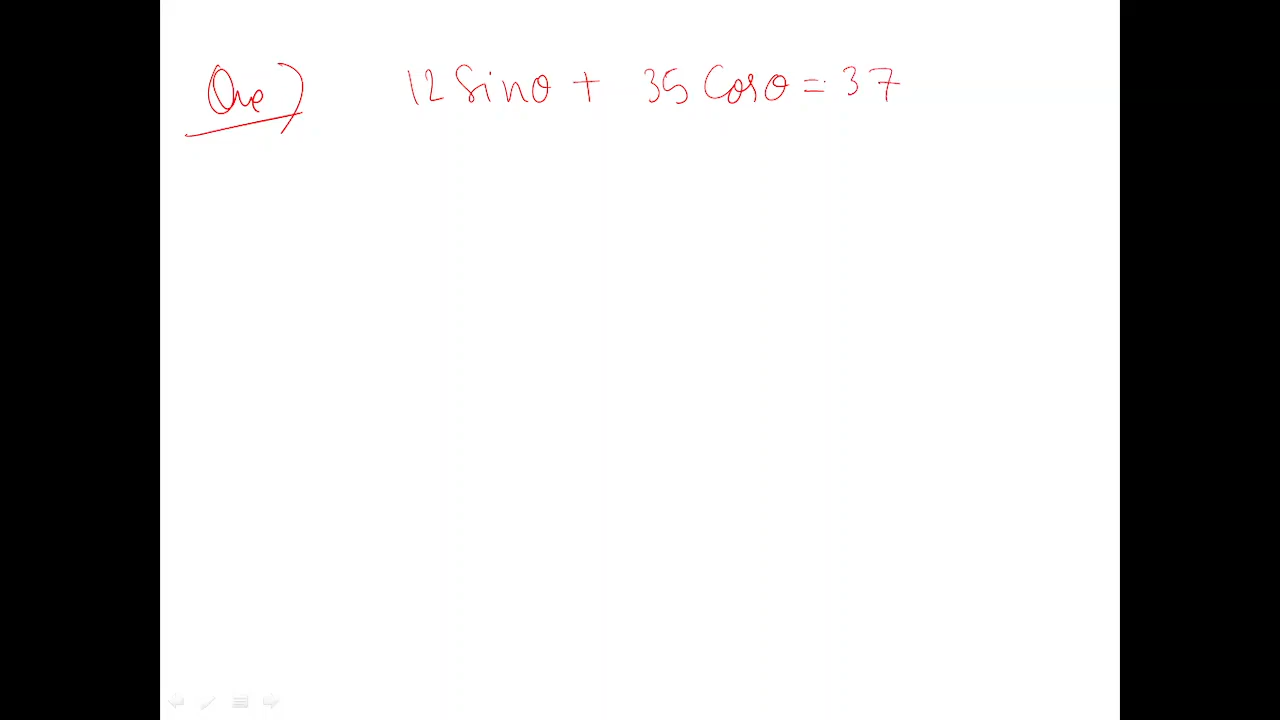 Que) 12 Sinθ + 35 Cosθ = 37